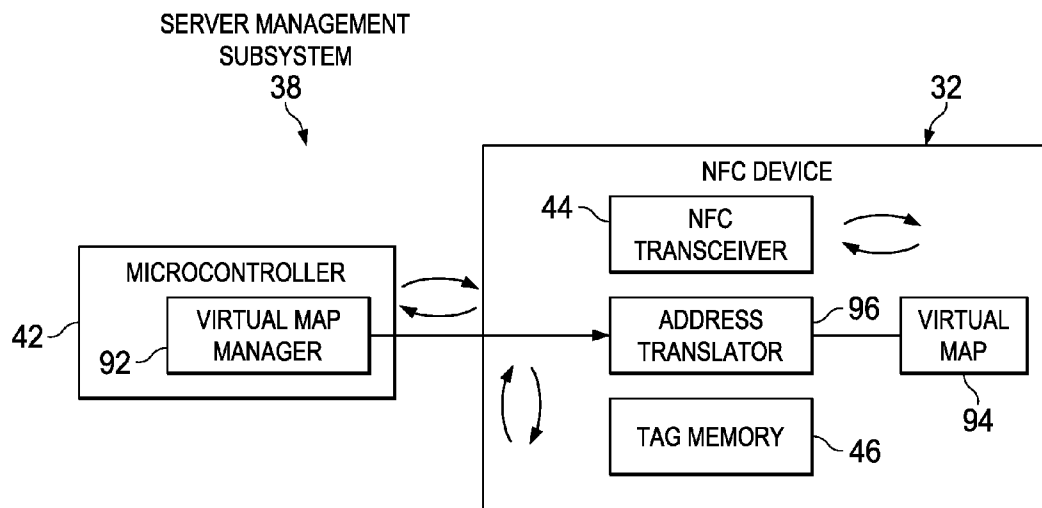 SERVER MANAGEMENT
SUBSYSTEM
38
32
NFC DEVICE
44
NFC
TRANSCEIVER
MICROCONTROLLER
42
92
VIRTUAL MAP
MANAGER
ADDRESS
TRANSLATOR
96
VIRTUAL
MAP
94
TAG MEMORY
46